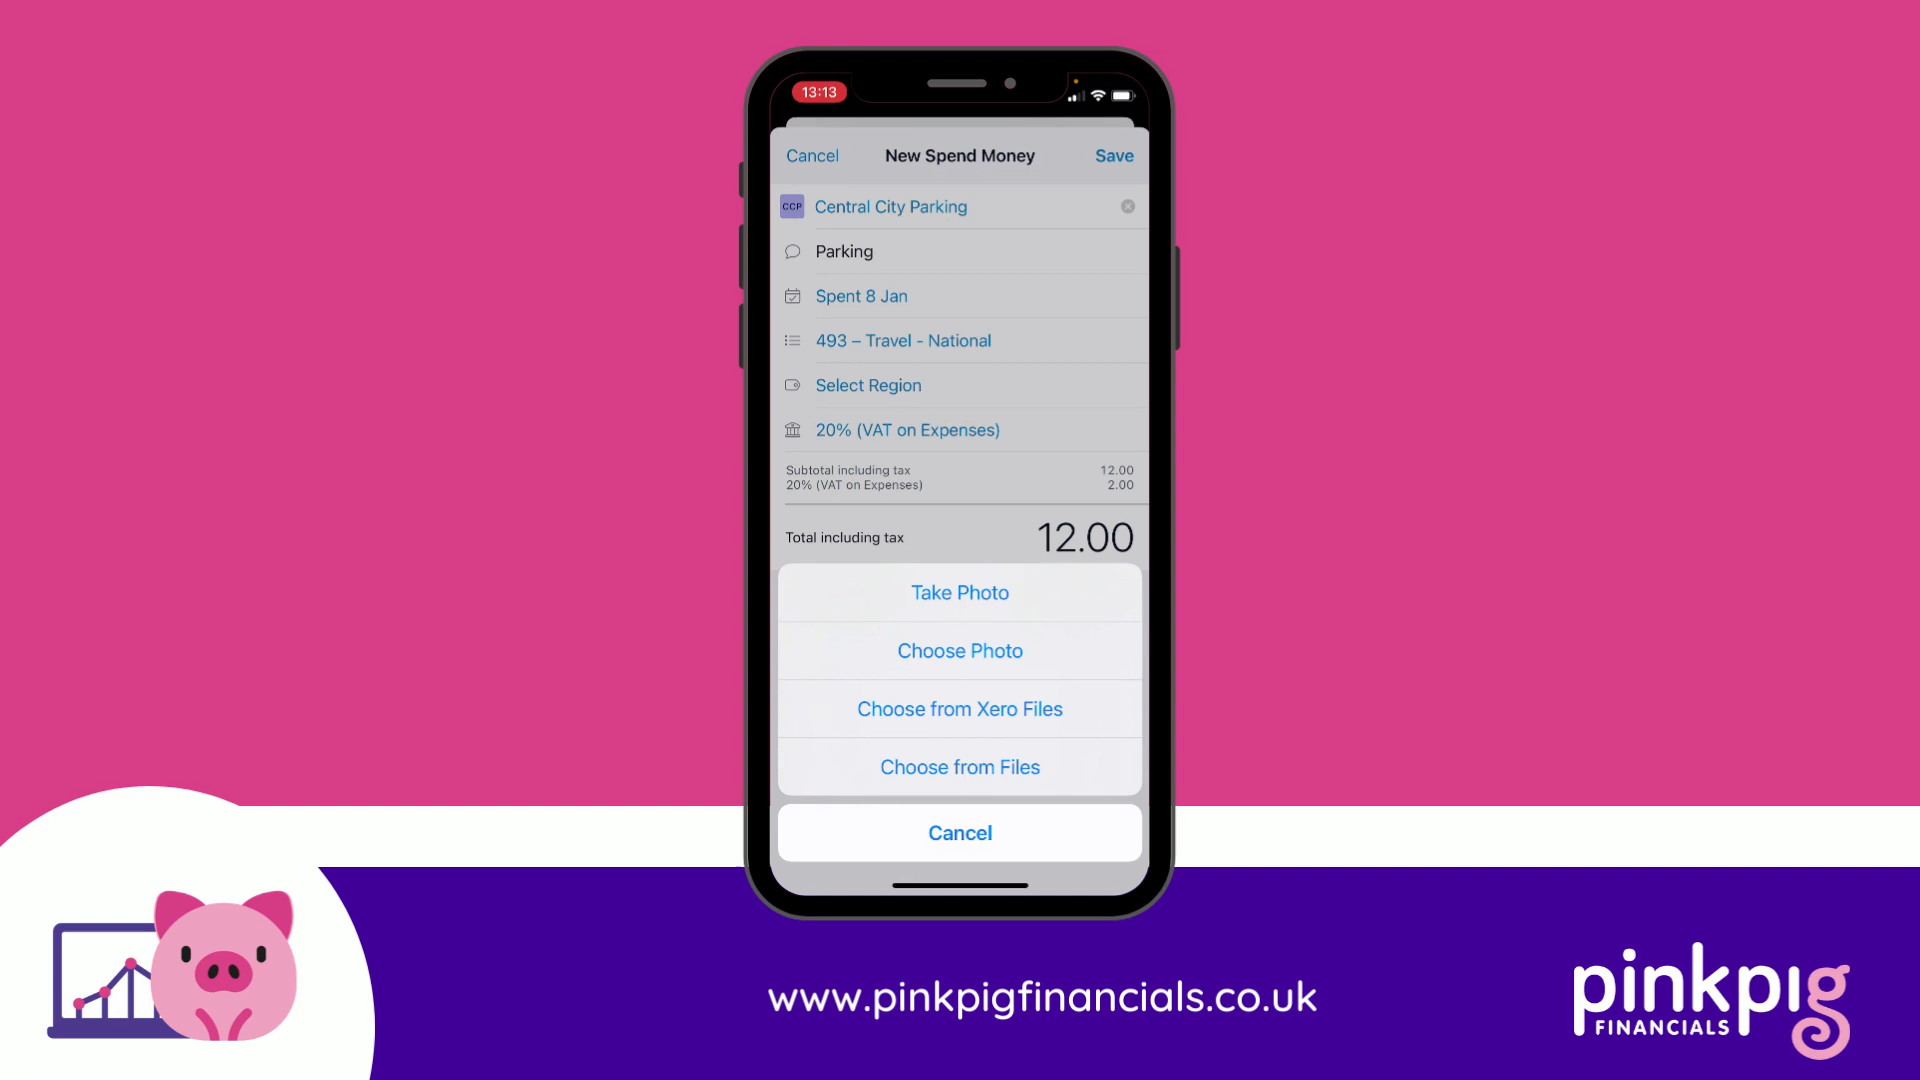 13:13
Cancel New Spend Money Save
CCP Central City Parking
Parking
Spent 8 Jan
493 – Travel - National
Select Region
20% (VAT on Expenses)
Subtotal including tax 12.00
20% (VAT on Expenses) 2.00
Total including tax 12.00
Take Photo
Choose Photo
Choose from Xero Files
Choose from Files
Cancel
www.pinkpigfinancials.co.uk
pinkpig
FINANCIALS